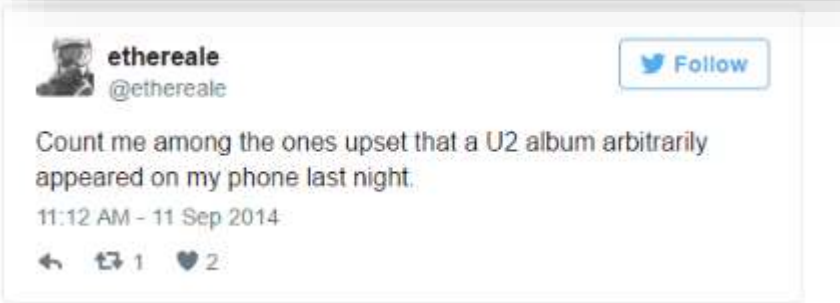 ethereale
Follow
@ethereale
Count me among the ones upset that a U2 album arbitrarily
appeared on my phone last night.
11:12 AM - 11 Sep 2014
1 2